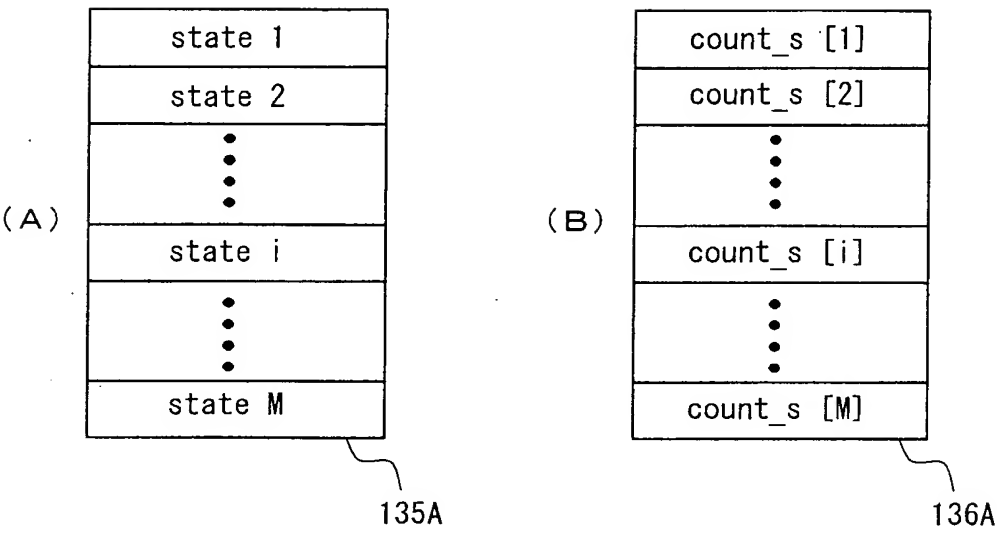 state 1
state 2
(A)
state i
state M
135A
count_s [1]
count_s [2]
(B)
count_s [i]
count_s [M]
136A